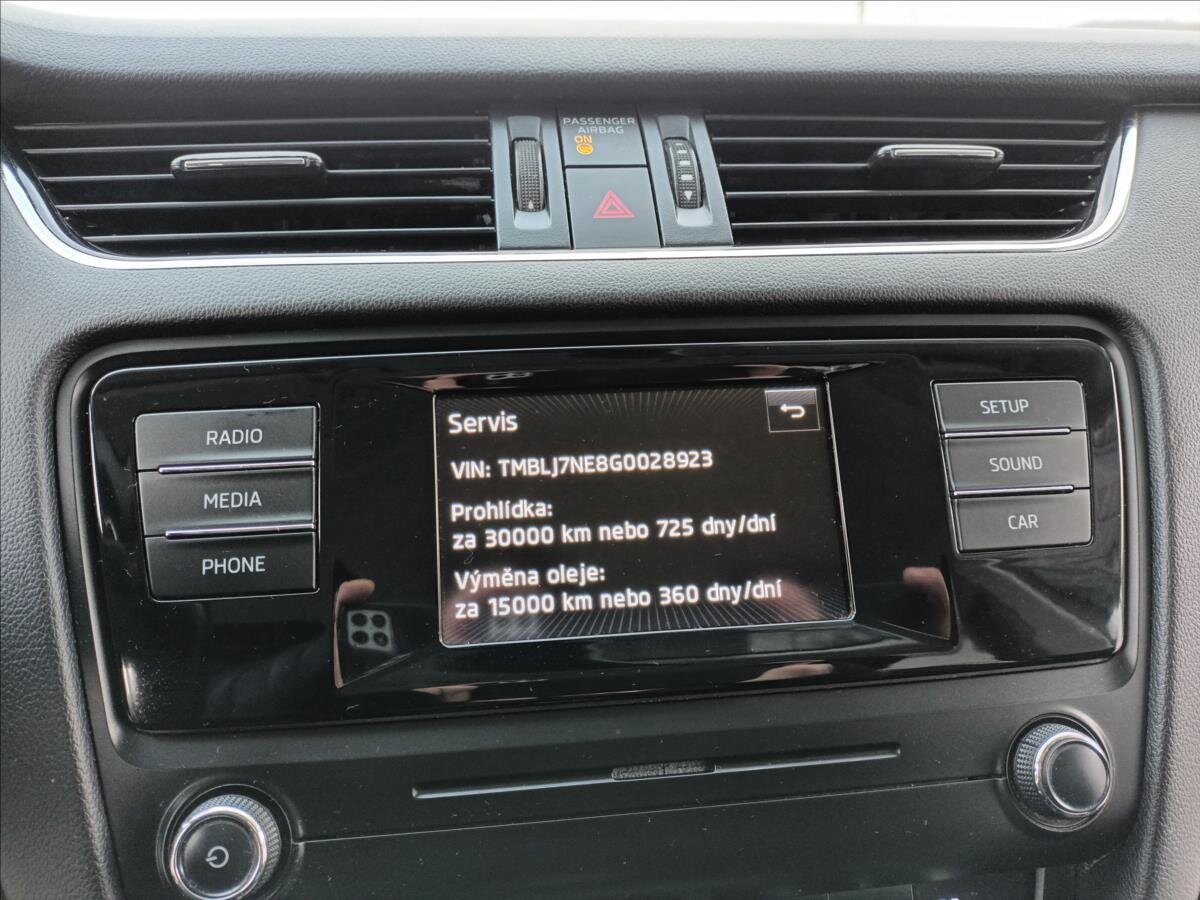 PASSENGER
AIRBAG
ON
RADIO
MEDIA
PHONE
Servis
VIN: TMBLJ7NE8G0028923
Prohlídka:
za 30000 km nebo 725 dny/dní
Výměna oleje:
za 15000 km nebo 360 dny/dní
SETUP
SOUND
CAR